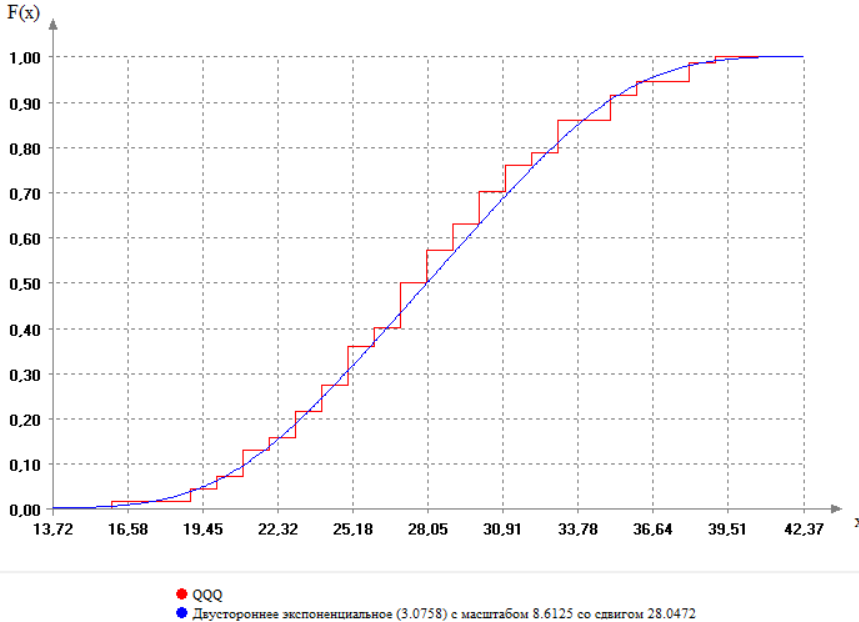 F(x)
1,00
0,90
0,80
0,70
0,60
0,50
0,40
0,30
0,20
0,10
0,00
13,72 16,58 19,45 22,32 25,18 28,05 30,91 33,78 36,64 39,51 42,37
x
QQQ
Двустороннее экспоненциальное (3.0758) с масштабом 8.6125 со сдвигом 28.0472